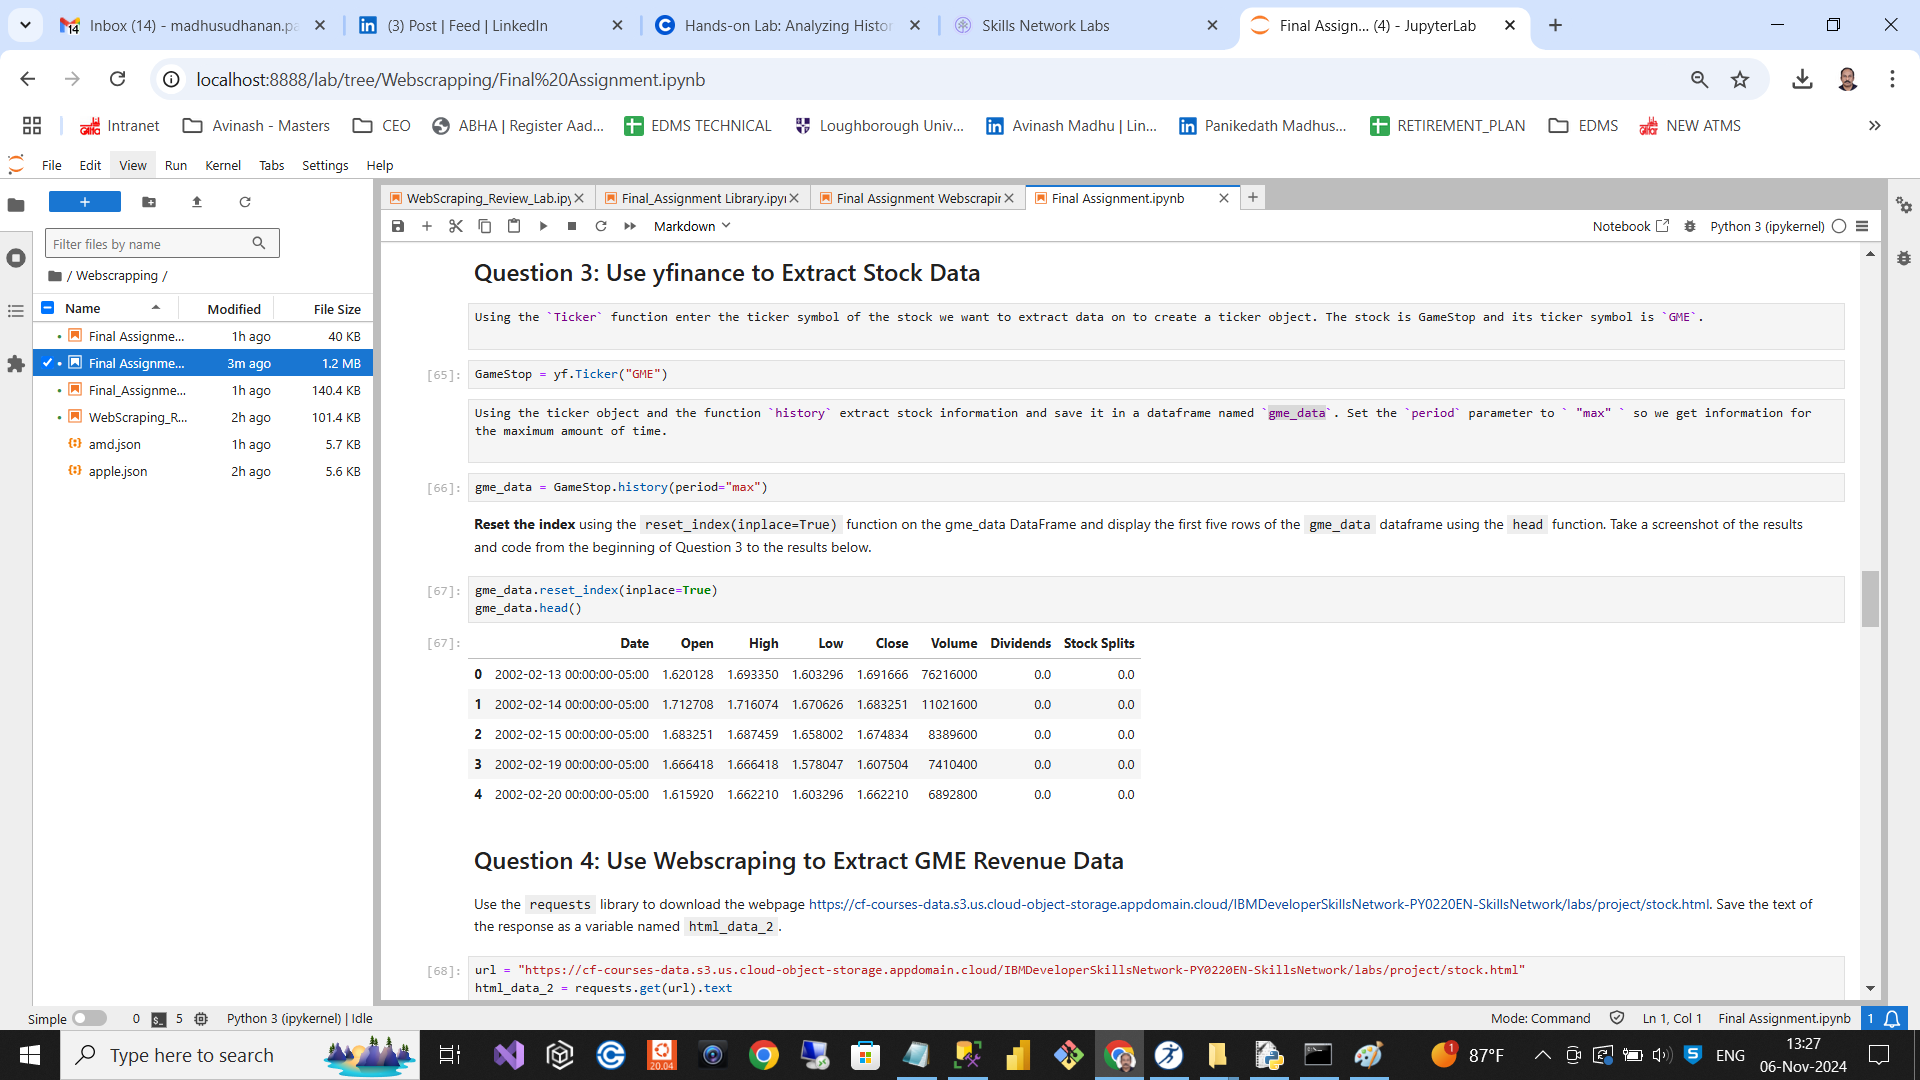 Inbox (14) - madhusudhanan.pa
(3) Post | Feed | LinkedIn
Hands-on Lab: Analyzing Histor
Skills Network Labs
Final Assign... (4) - JupyterLab
localhost:8888/lab/tree/Webscrapping/Final%20Assignment.ipynb
Intranet
Avinash - Masters
CEO
ABHA | Register Aad...
EDMS TECHNICAL
Loughborough Univ...
Avinash Madhu | Lin...
Panikedath Madhus...
RETIREMENT_PLAN
EDMS
NEW ATMS
File Edit View Run Kernel Tabs Settings Help
WebScraping_Review_Lab.ipy
Final_Assignment Library.ipy
Final Assignment Webscrapin
Final Assignment.ipynb
Markdown
Notebook
Python 3 (ipykernel)
Filter files by name
/ Webscrapping /
Name Modified File Size
Final Assignme... 1h ago 40 KB
Final Assignme... 3m ago 1.2 MB
Final_Assignme... 1h ago 140.4 KB
WebScraping_R... 2h ago 101.4 KB
amd.json 1h ago 5.7 KB
apple.json 2h ago 5.6 KB
Question 3: Use yfinance to Extract Stock Data
Using the `Ticker` function enter the ticker symbol of the stock we want to extract data on to create a ticker object. The stock is GameStop and its ticker symbol is `GME`.
[65]: GameStop = yf.Ticker("GME")
Using the ticker object and the function `history` extract stock information and save it in a dataframe named `gme_data`. Set the `period` parameter to ` "max" ` so we get information for
the maximum amount of time.
[66]: gme_data = GameStop.history(period="max")
Reset the index using the reset_index(inplace=True) function on the gme_data DataFrame and display the first five rows of the gme_data dataframe using the head function. Take a screenshot of the results
and code from the beginning of Question 3 to the results below.
[67]: gme_data.reset_index(inplace=True)
gme_data.head()
[67]: Date Open High Low Close Volume Dividends Stock Splits
0 2002-02-13 00:00:00-05:00 1.620128 1.693350 1.603296 1.691666 76216000 0.0 0.0
1 2002-02-14 00:00:00-05:00 1.712708 1.716074 1.670626 1.683251 11021600 0.0 0.0
2 2002-02-15 00:00:00-05:00 1.683251 1.687459 1.658002 1.674834 8389600 0.0 0.0
3 2002-02-19 00:00:00-05:00 1.666418 1.666418 1.578047 1.607504 7410400 0.0 0.0
4 2002-02-20 00:00:00-05:00 1.615920 1.662210 1.603296 1.662210 6892800 0.0 0.0
Question 4: Use Webscraping to Extract GME Revenue Data
Use the requests library to download the webpage https://cf-courses-data.s3.us.cloud-object-storage.appdomain.cloud/IBMDeveloperSkillsNetwork-PY0220EN-SkillsNetwork/labs/project/stock.html. Save the text of
the response as a variable named html_data_2.
[68]: url = "https://cf-courses-data.s3.us.cloud-object-storage.appdomain.cloud/IBMDeveloperSkillsNetwork-PY0220EN-SkillsNetwork/labs/project/stock.html"
html_data_2 = requests.get(url).text
Simple 0 5 Python 3 (ipykernel) | Idle
Mode: Command Ln 1, Col 1 Final Assignment.ipynb 1
Type here to search
20.04
1
87°F
ENG
13:27
06-Nov-2024